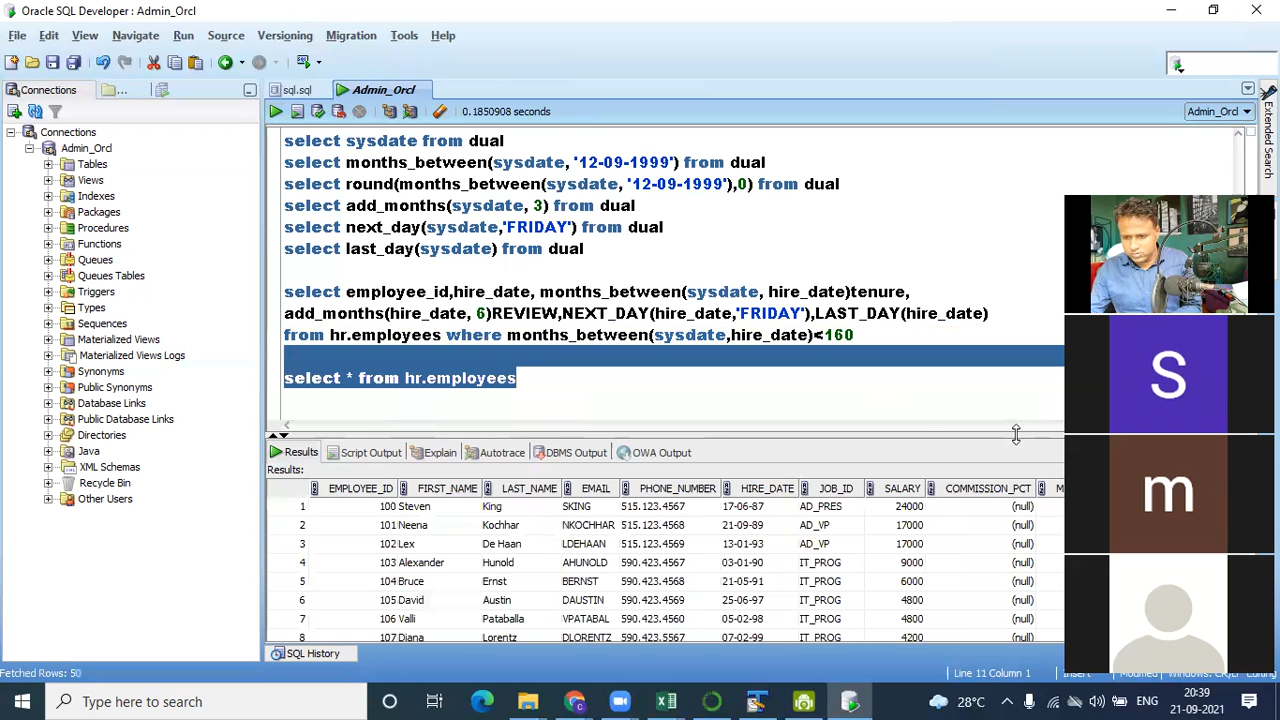 Oracle SQL Developer : Admin_Orcl
File Edit View Navigate Run Source Versioning Migration Tools Help
Connections
...
sql.sql
Admin_Orcl
0.1850908 seconds
Admin_Orcl
Extended Search
Connections
Admin_Orcl
Tables
Views
Indexes
Packages
Procedures
Functions
Queues
Queues Tables
Triggers
Types
Sequences
Materialized Views
Materialized Views Logs
Synonyms
Public Synonyms
Database Links
Public Database Links
Directories
Java
XML Schemas
Recycle Bin
Other Users
select sysdate from dual
select months_between(sysdate, '12-09-1999') from dual
select round(months_between(sysdate, '12-09-1999'),0) from dual
select add_months(sysdate, 3) from dual
select next_day(sysdate,'FRIDAY') from dual
select last_day(sysdate) from dual
select employee_id,hire_date, months_between(sysdate, hire_date)tenure,
add_months(hire_date, 6)REVIEW,NEXT_DAY(hire_date,'FRIDAY'),LAST_DAY(hire_date)
from hr.employees where months_between(sysdate,hire_date)<160
select * from hr.employees
S
m
Results Script Output Explain Autotrace DBMS Output OWA Output
Results:
EMPLOYEE_ID FIRST_NAME LAST_NAME EMAIL PHONE_NUMBER HIRE_DATE JOB_ID SALARY COMMISSION_PCT M
1 100 Steven King SKING 515.123.4567 17-06-87 AD_PRES 24000 (null)
2 101 Neena Kochhar NKOCHHAR 515.123.4568 21-09-89 AD_VP 17000 (null)
3 102 Lex De Haan LDEHAAN 515.123.4569 13-01-93 AD_VP 17000 (null)
4 103 Alexander Hunold AHUNOLD 590.423.4567 03-01-90 IT_PROG 9000 (null)
5 104 Bruce Ernst BERNST 590.423.4568 21-05-91 IT_PROG 6000 (null)
6 105 David Austin DAUSTIN 590.423.4569 25-06-97 IT_PROG 4800 (null)
7 106 Valli Pataballa VPATABAL 590.423.4560 05-02-98 IT_PROG 4800 (null)
8 107 Diana Lorentz DLORENTZ 590.423.5567 07-02-99 IT_PROG 4200 (null)
SQL History
Fetched Rows: 50
Line 11 Column 1
Insert
Type here to search
28°C
ENG
20:39
21-09-2021